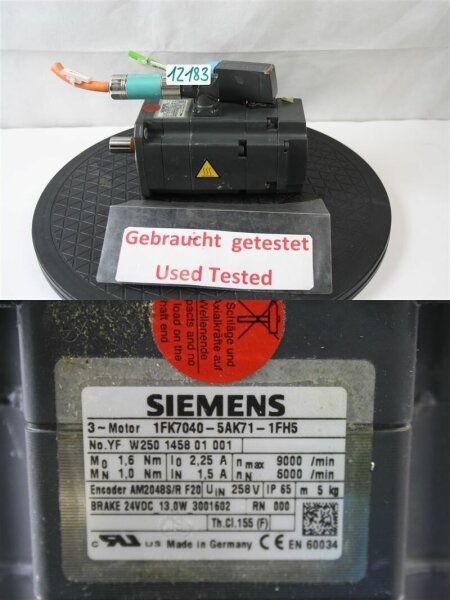 12183
Gebraucht getestet
Used Tested
Schläge und
Axialkräfte auf
Wellenende
pacts and no
load on the
haft end
SIEMENS
3~Motor 1FK7040-5AK71-1FH5
No.YF W250 1458 01 001
M0 1,6 Nm I0 2,25 A nmax 9000 /min
MN 1,0 Nm IN 1,5 A nN 6000 /min
Encoder AM2048S/R F20 UIN 258V IP 65 m 5 kg
BRAKE 24VDC 13.0W 3001602 RN 000
Th.Cl.155 (F)
c UR US Made in Germany CE EN 60034